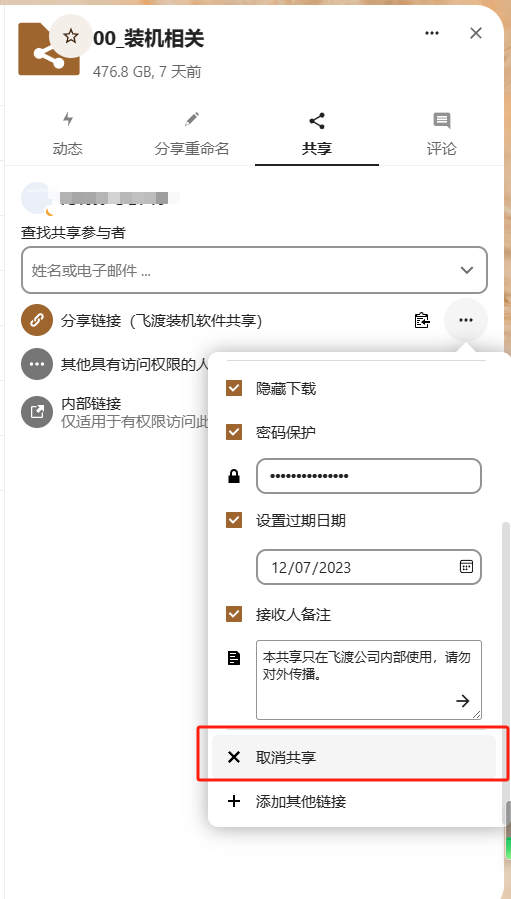 00_装机相关
476.8 GB, 7 天前
动态
分享重命名
共享
评论
查找共享参与者
姓名或电子邮件 ...
分享链接（飞渡装机软件共享）
其他具有访问权限的人
内部链接
仅适用于有权限访问此
隐藏下载
密码保护
•••••••••••••••
设置过期日期
12/07/2023
接收人备注
本共享只在飞渡公司内部使用，请勿
对外传播。
取消共享
添加其他链接